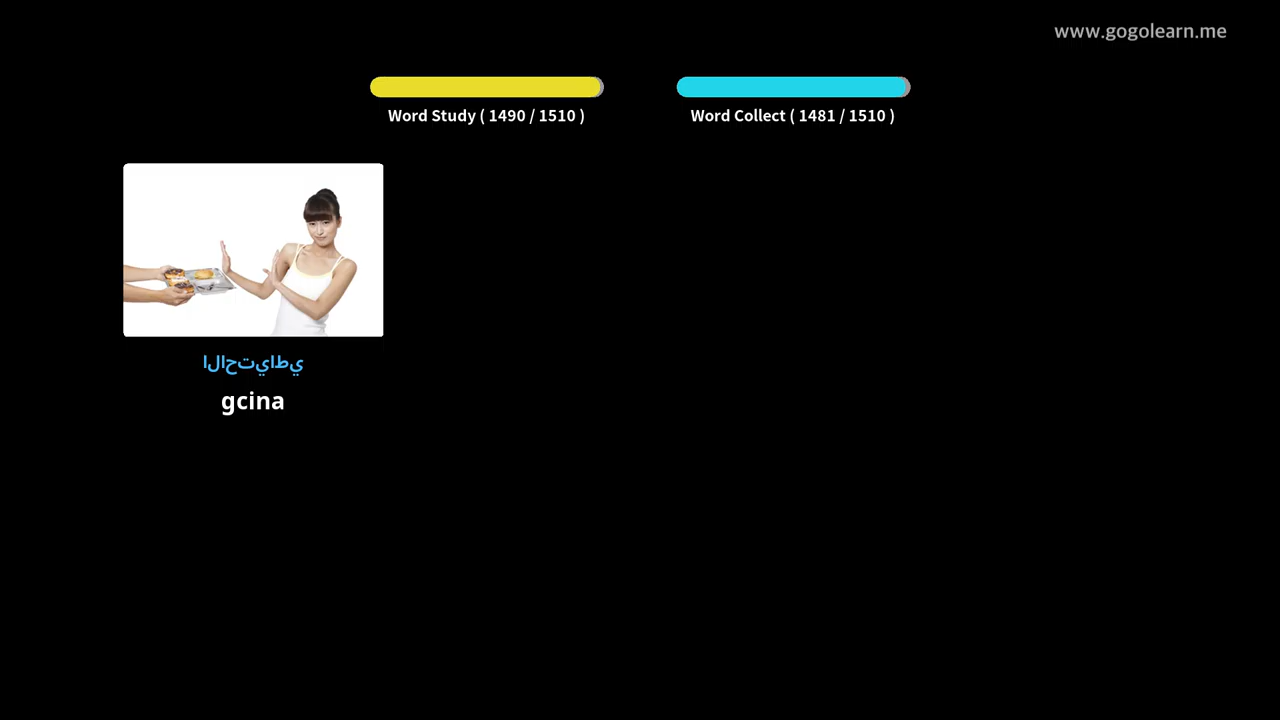 www.gogolearn.me
Word Study ( 1490 / 1510 )
Word Collect ( 1481 / 1510 )
الاحتياطي
gcina